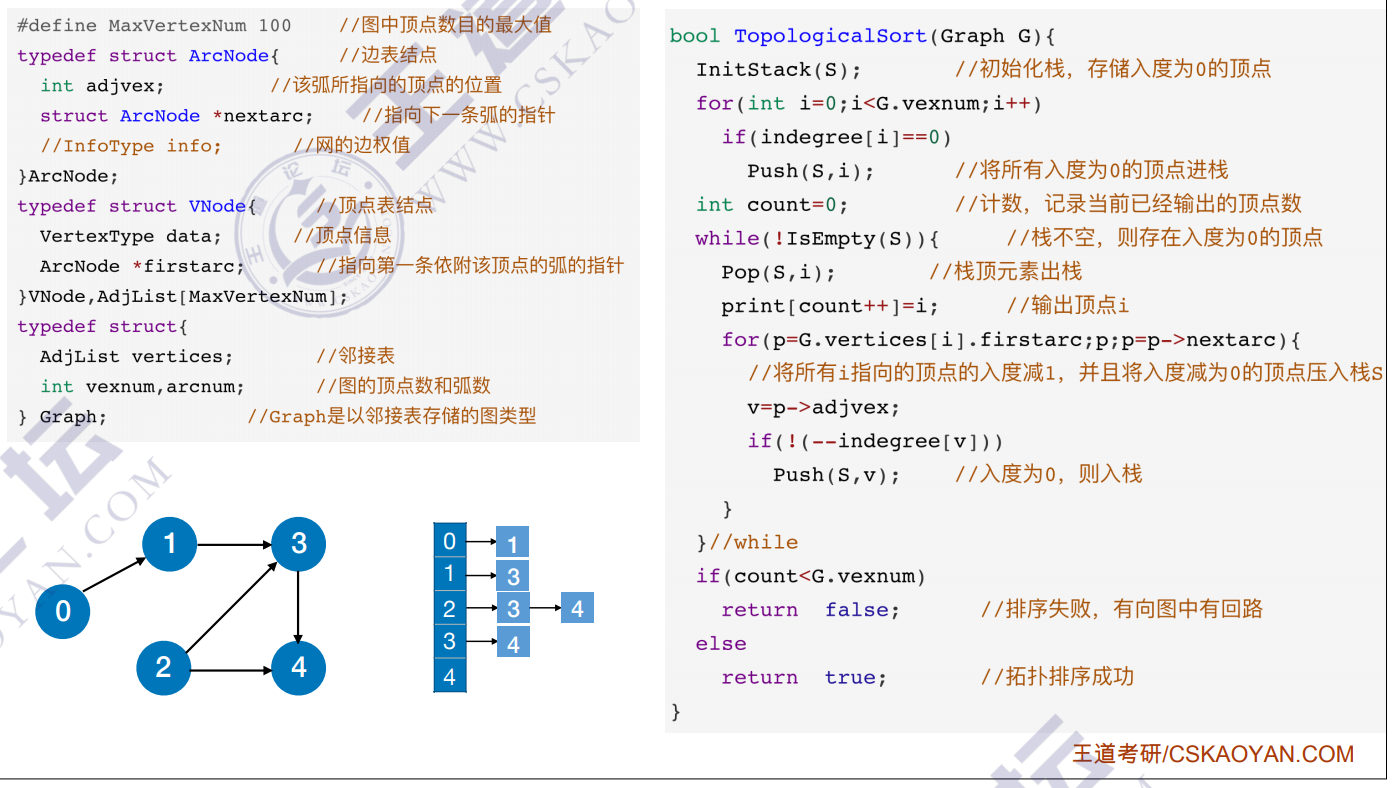 #define MaxVertexNum 100 //图中顶点数目的最大值
typedef struct ArcNode{ //边表结点
int adjvex; //该弧所指向的顶点的位置
struct ArcNode *nextarc; //指向下一条弧的指针
//InfoType info; //网的边权值
}ArcNode;
typedef struct VNode{ //顶点表结点
VertexType data; //顶点信息
ArcNode *firstarc; //指向第一条依附该顶点的弧的指针
}VNode,AdjList[MaxVertexNum];
typedef struct{
AdjList vertices; //邻接表
int vexnum,arcnum; //图的顶点数和弧数
} Graph; //Graph是以邻接表存储的图类型
1 3
0
2 4
0 1
1 3
2 3 4
3 4
4
bool TopologicalSort(Graph G){
InitStack(S); //初始化栈，存储入度为0的顶点
for(int i=0;i<G.vexnum;i++)
if(indegree[i]==0)
Push(S,i); //将所有入度为0的顶点进栈
int count=0; //计数，记录当前已经输出的顶点数
while(!IsEmpty(S)){ //栈不空，则存在入度为0的顶点
Pop(S,i); //栈顶元素出栈
print[count++]=i; //输出顶点i
for(p=G.vertices[i].firstarc;p;p=p->nextarc){
//将所有i指向的顶点的入度减1，并且将入度减为0的顶点压入栈S
v=p->adjvex;
if(!(--indegree[v]))
Push(S,v); //入度为0，则入栈
}
}//while
if(count<G.vexnum)
return false; //排序失败，有向图中有回路
else
return true; //拓扑排序成功
}
王道考研/CSKAOYAN.COM